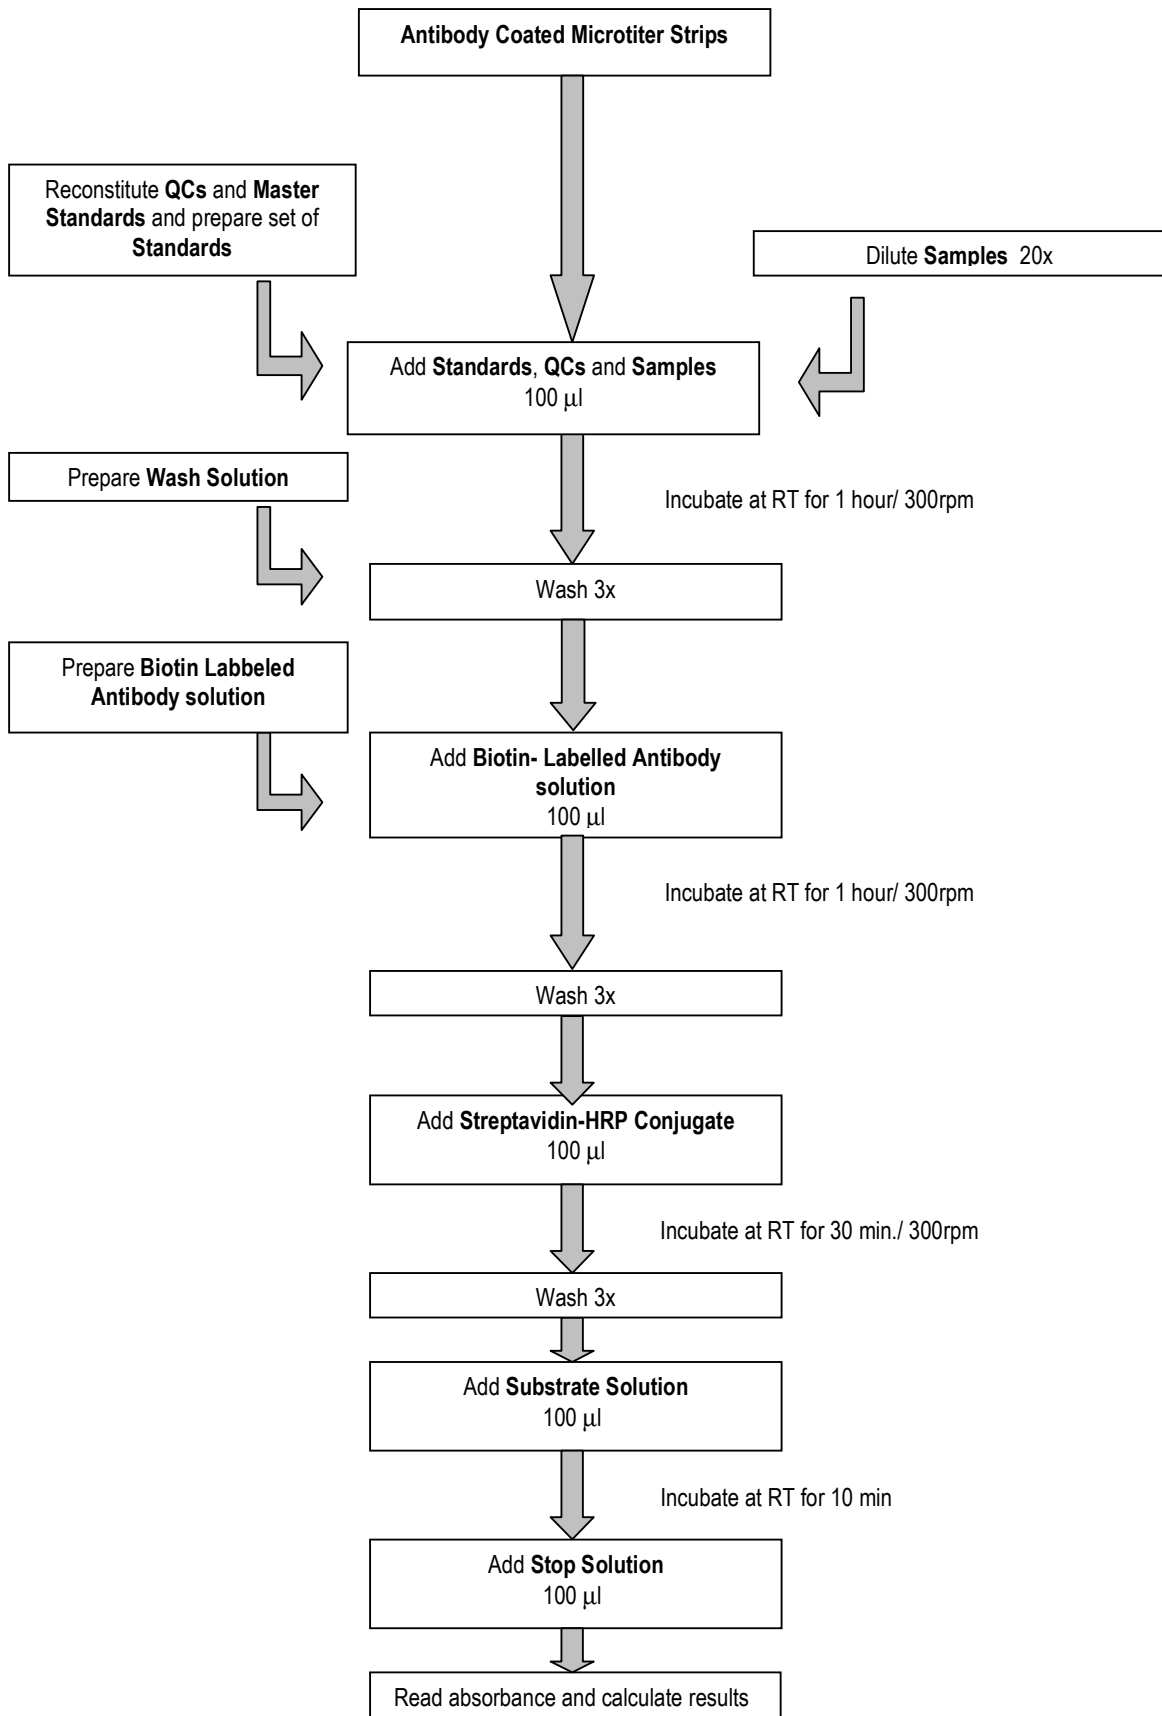 Antibody Coated Microtiter Strips
Reconstitute QCs and Master
Standards and prepare set of
Standards
Dilute Samples 20x
Add Standards, QCs and Samples
100 µl
Prepare Wash Solution
Incubate at RT for 1 hour/ 300rpm
Wash 3x
Prepare Biotin Labbeled
Antibody solution
Add Biotin- Labelled Antibody
solution
100 µl
Incubate at RT for 1 hour/ 300rpm
Wash 3x
Add Streptavidin-HRP Conjugate
100 µl
Incubate at RT for 30 min./ 300rpm
Wash 3x
Add Substrate Solution
100 µl
Incubate at RT for 10 min
Add Stop Solution
100 µl
Read absorbance and calculate results